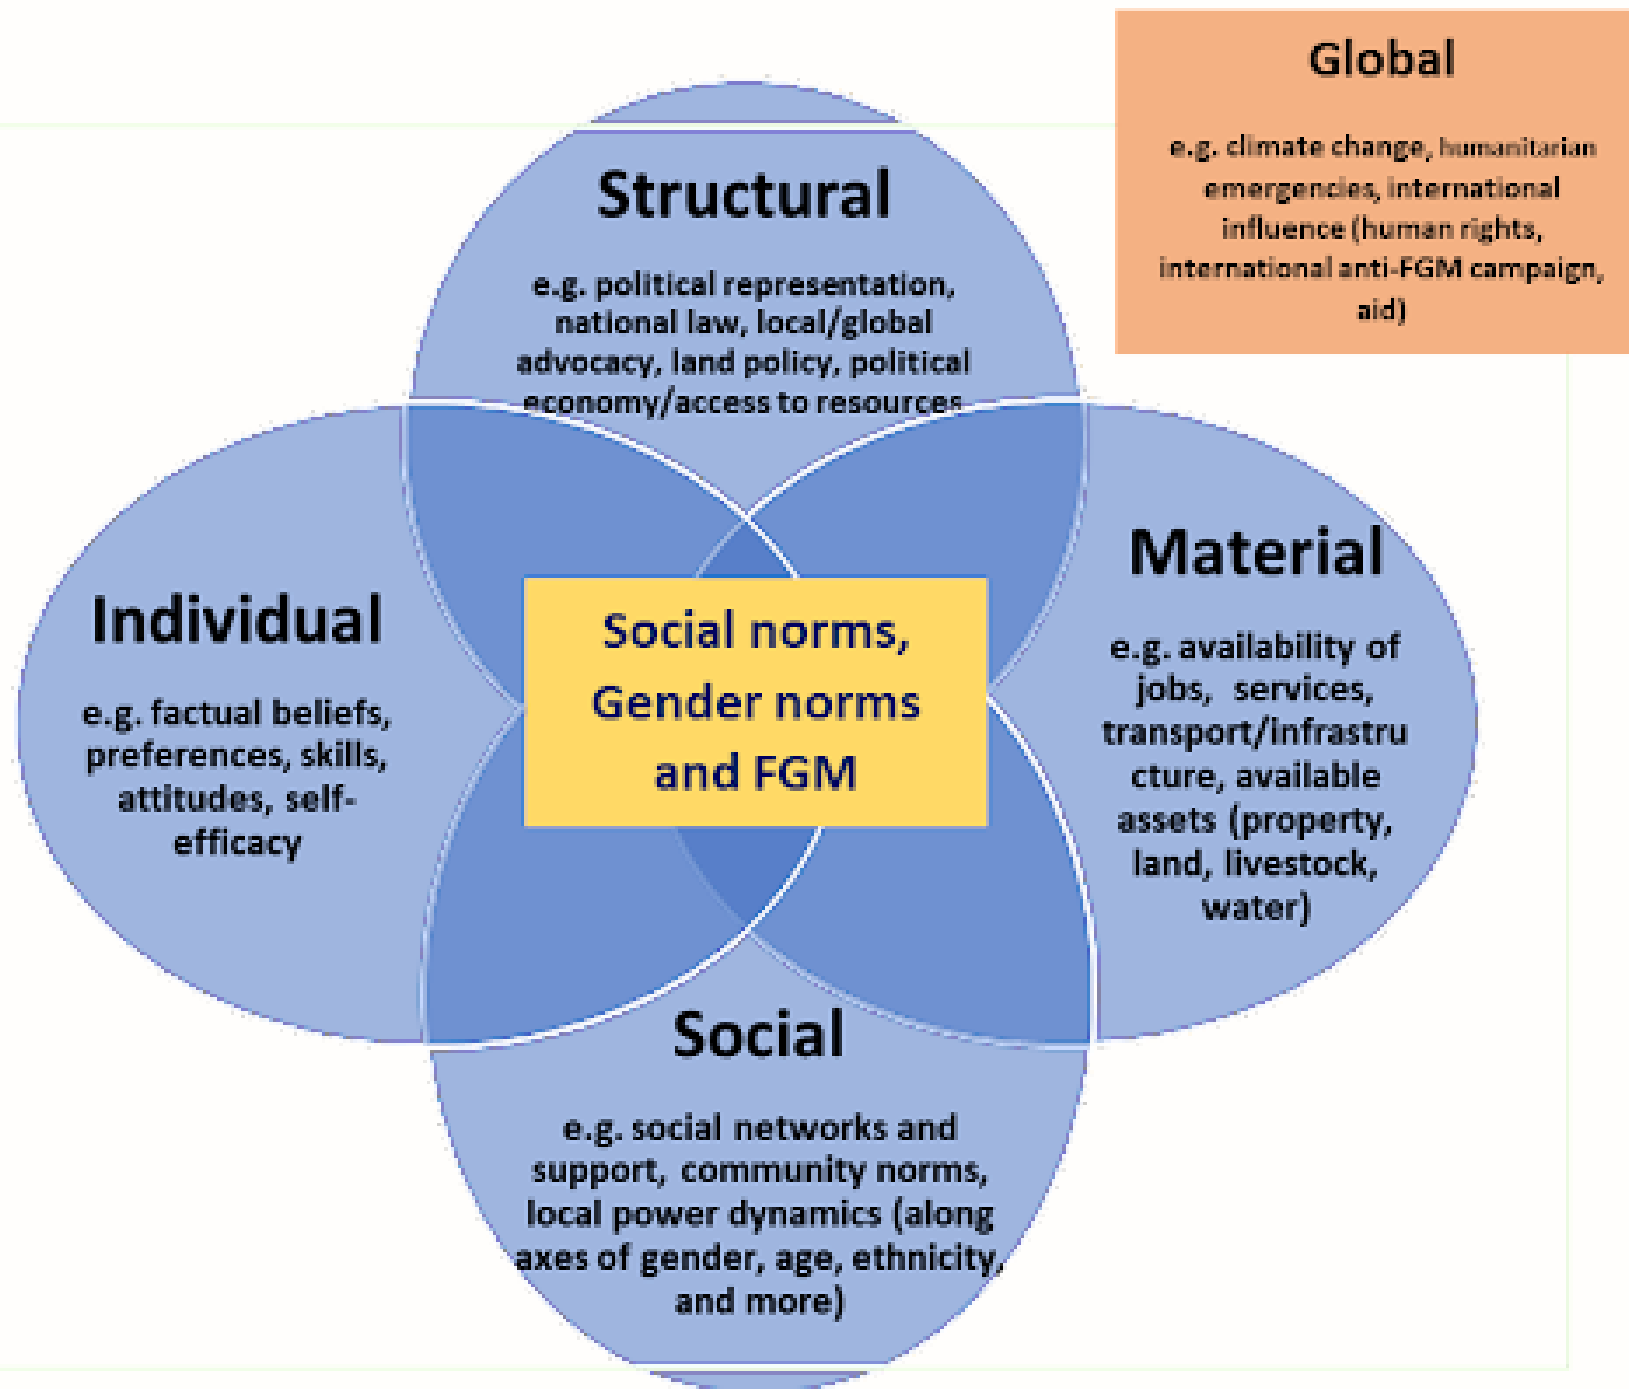 Global
e.g. climate change, humanitarian
emergencies, international
influence (human rights,
international anti-FGM campaign,
aid)
Structural
e.g. political representation,
national law, local/global
advocacy, land policy, political
economy/access to resources
Individual
e.g. factual beliefs,
preferences, skills,
attitudes, self-
efficacy
Social norms,
Gender norms
and FGM
Material
e.g. availability of
jobs, services,
transport/infrastru
cture, available
assets (property,
land, livestock,
water)
Social
e.g. social networks and
support, community norms,
local power dynamics (along
axes of gender, age, ethnicity,
and more)